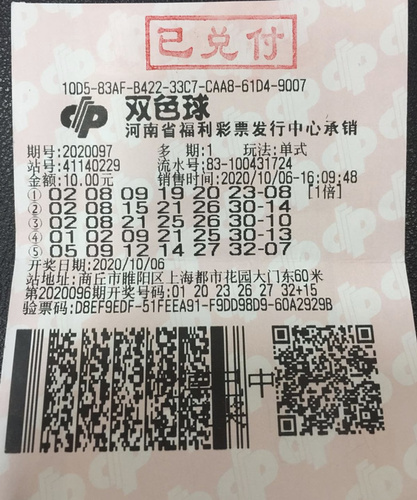 已兑付
10D5-83AF-B422-33C7-CAA8-61D4-9007
双色球
河南省福利彩票发行中心承销
期号:2020097 多期:1 玩法:单式
站号:41140229 流水号:83-100431724
金额:10.00元 销售时间:2020/10/06-16:09:48
① 02 08 09 19 20 23-08 [1倍]
② 02 08 15 21 26 30-14
③ 02 08 21 25 26 30-10
④ 01 02 09 21 25 30-13
⑤ 05 09 12 14 27 32-07
开奖日期:2020/10/06
站地址:商丘市睢阳区上海都市花园大门东60米
第2020096期开奖号码:01 20 23 26 27 32+15
验票码:D8EF9EDF-51FEEA91-F9DD98D9-60A2929B
中